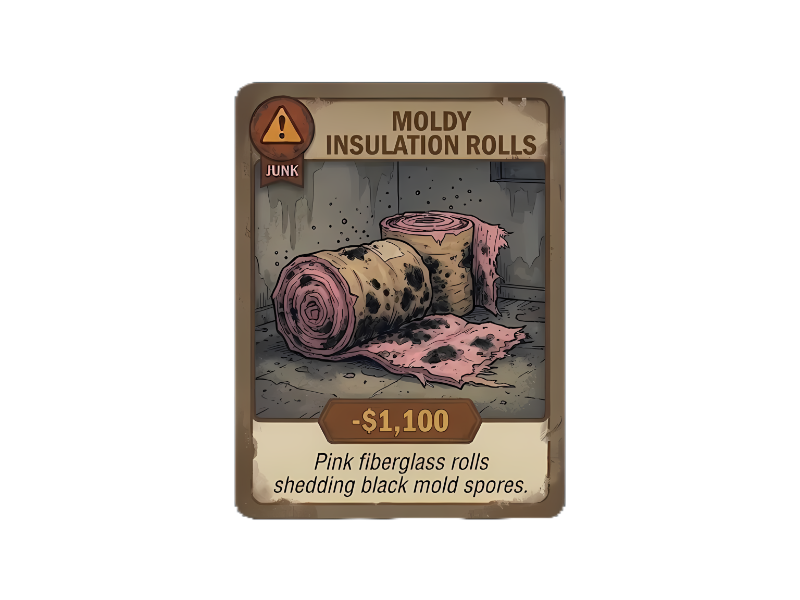 MOLDY
INSULATION ROLLS
JUNK
-$1,100
Pink fiberglass rolls
shedding black mold spores.